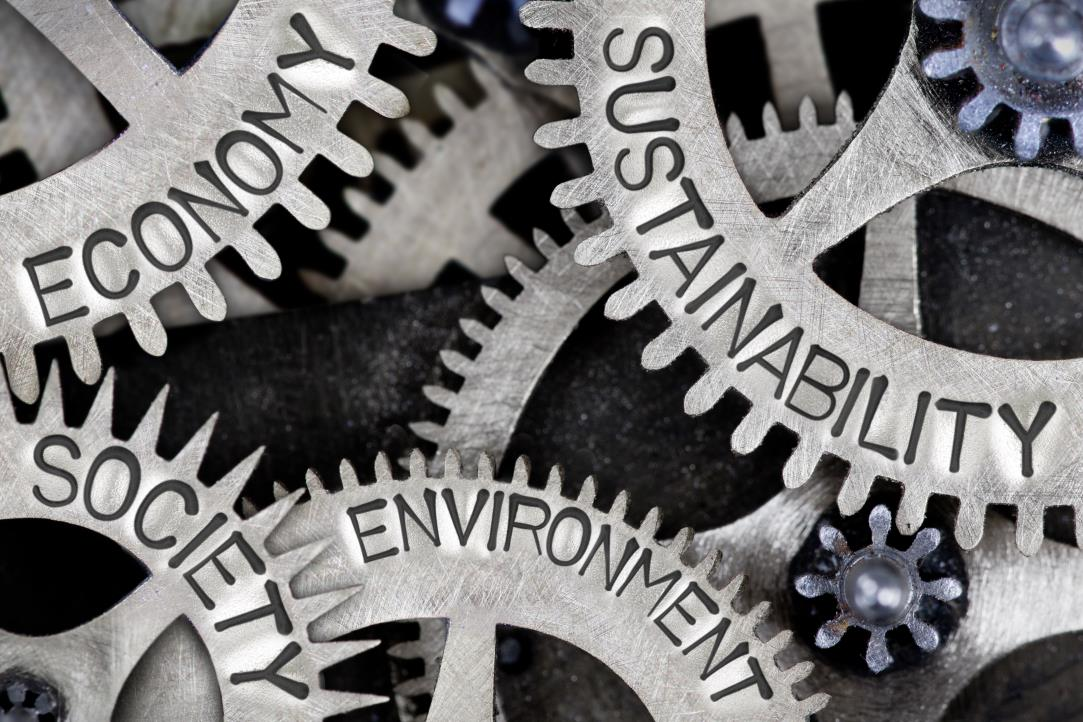 ECONOMY
SUSTAINABILITY
SOCIETY
ENVIRONMENT